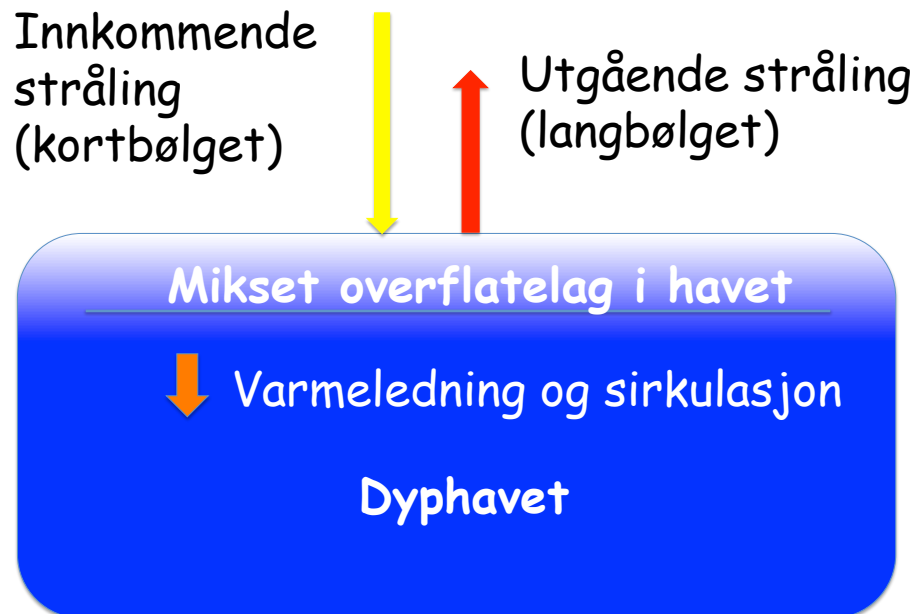 Innkommende
stråling
(kortbølget)
Utgående stråling
(langbølget)
Mikset overflatelag i havet
Varmeledning og sirkulasjon
Dyphavet